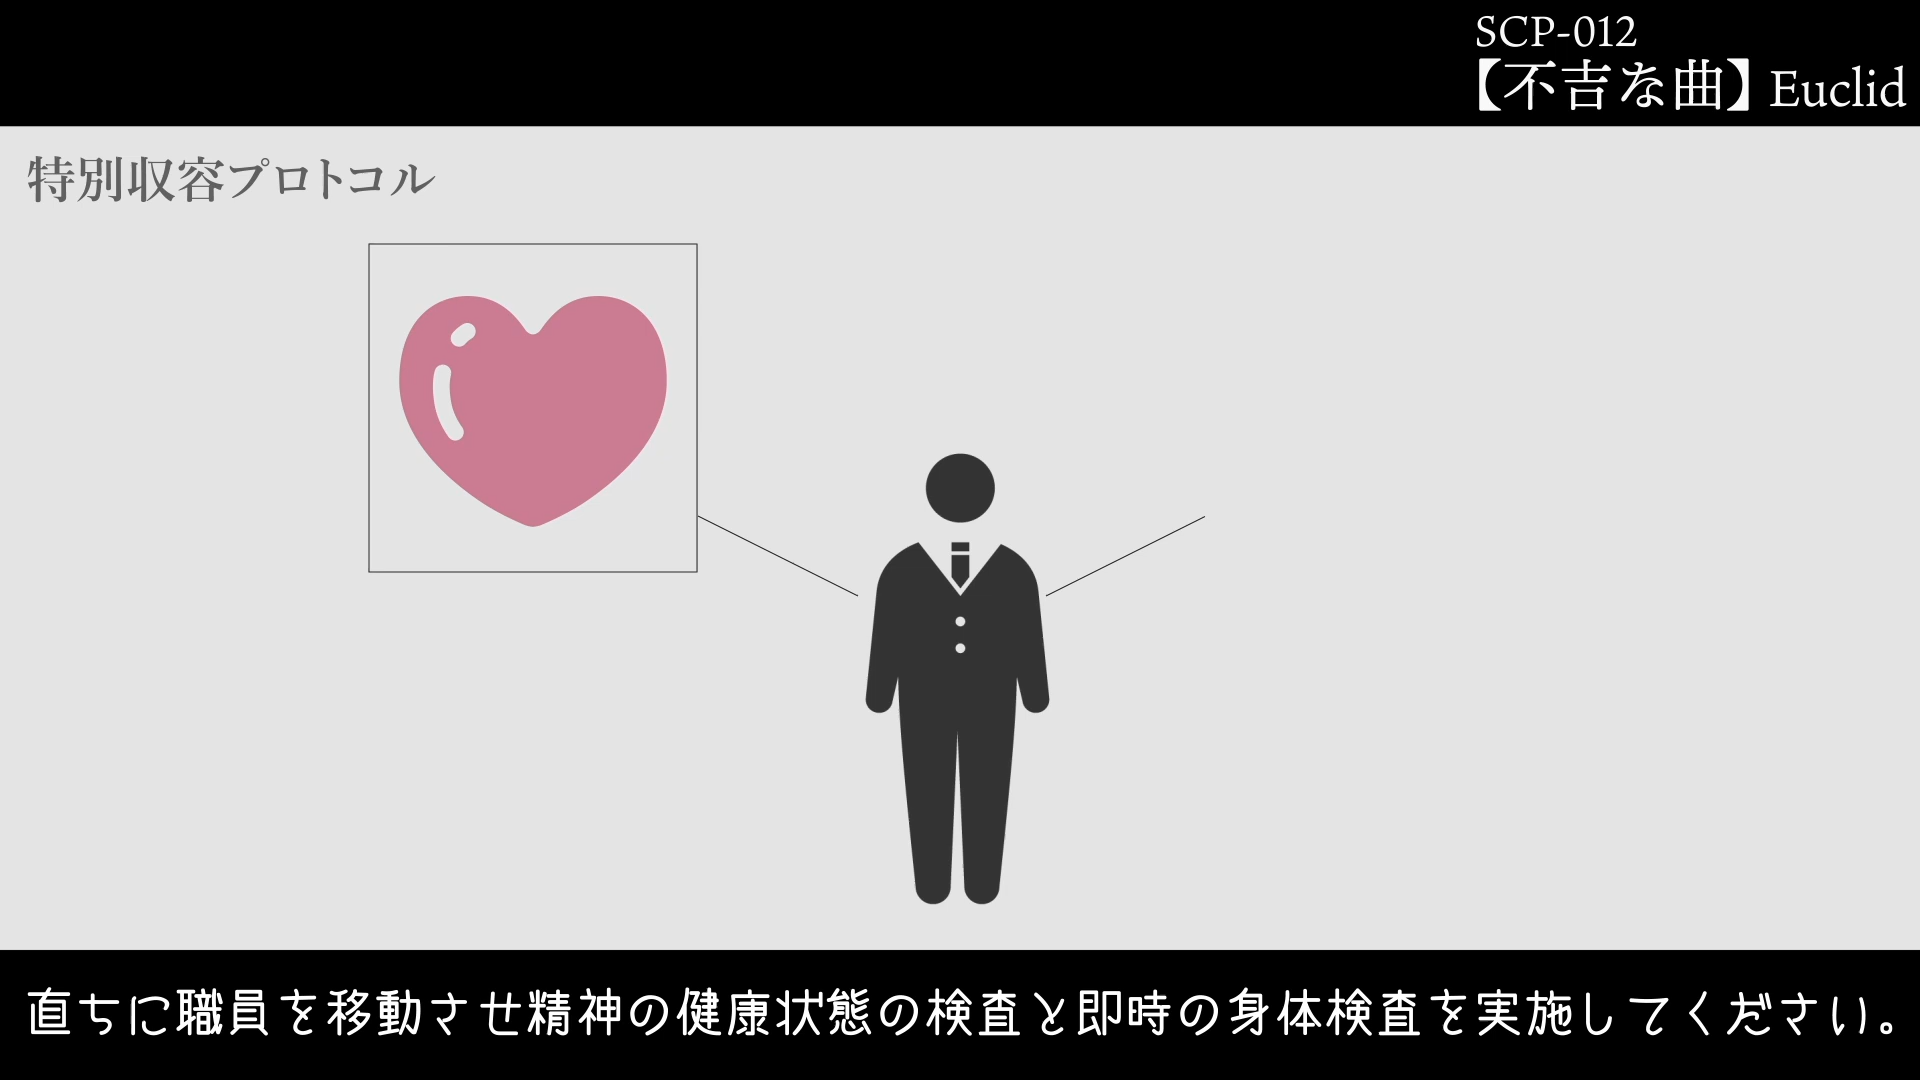 SCP-012
【不吉な曲】Euclid
特別収容プロトコル
直ちに職員を移動させ精神の健康状態の検査と即時の身体検査を実施してください。